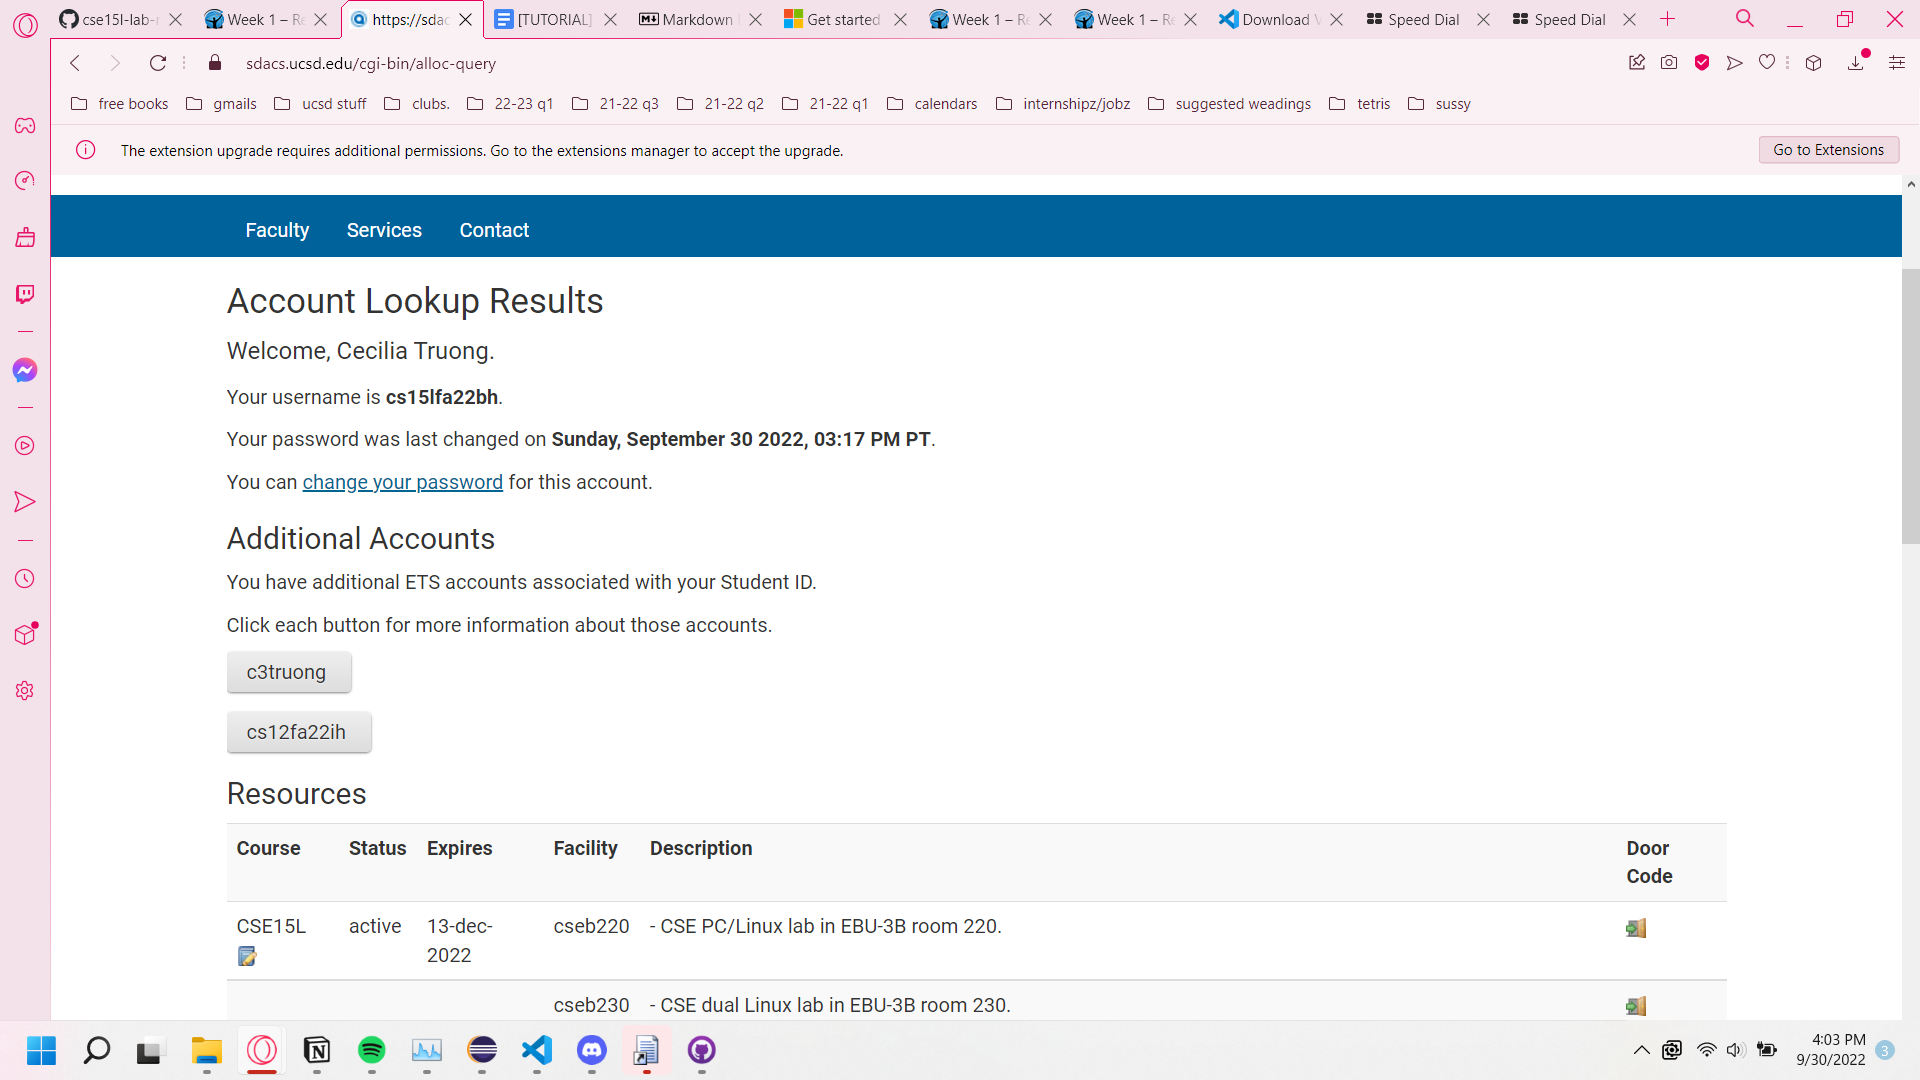 cse15l-lab-r
Week 1 – Re
https://sdac
[TUTORIAL]
Markdown
Get started
Week 1 – Re
Week 1 – Re
Download V
Speed Dial
Speed Dial
sdacs.ucsd.edu/cgi-bin/alloc-query
free books
gmails
ucsd stuff
clubs.
22-23 q1
21-22 q3
21-22 q2
21-22 q1
calendars
internshipz/jobz
suggested weadings
tetris
sussy
The extension upgrade requires additional permissions. Go to the extensions manager to accept the upgrade.
Go to Extensions
Faculty Services Contact
Account Lookup Results
Welcome, Cecilia Truong.
Your username is cs15lfa22bh.
Your password was last changed on Sunday, September 30 2022, 03:17 PM PT.
You can change your password for this account.
Additional Accounts
You have additional ETS accounts associated with your Student ID.
Click each button for more information about those accounts.
c3truong
cs12fa22ih
Resources
Course Status Expires Facility Description Door Code
CSE15L active 13-dec-2022 cseb220 - CSE PC/Linux lab in EBU-3B room 220.
cseb230 - CSE dual Linux lab in EBU-3B room 230.
4:03 PM
9/30/2022
3